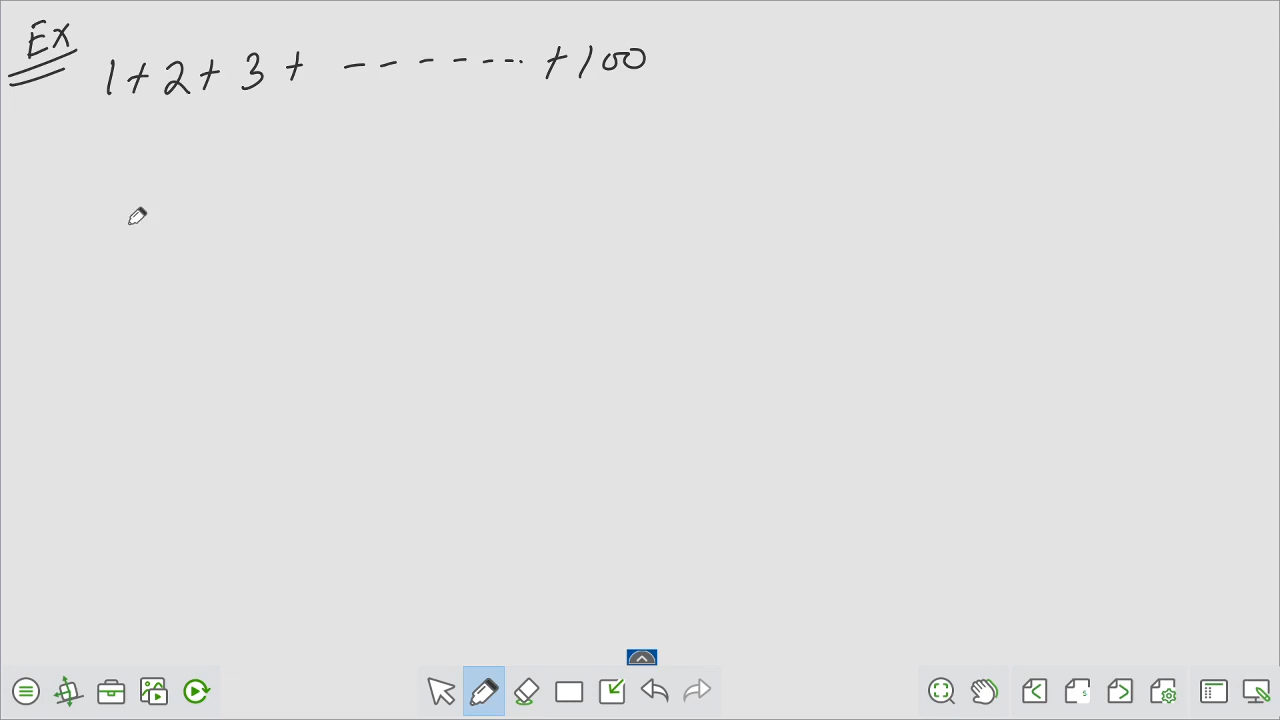 Ex
1 + 2 + 3 + - - - - - - - . + 100